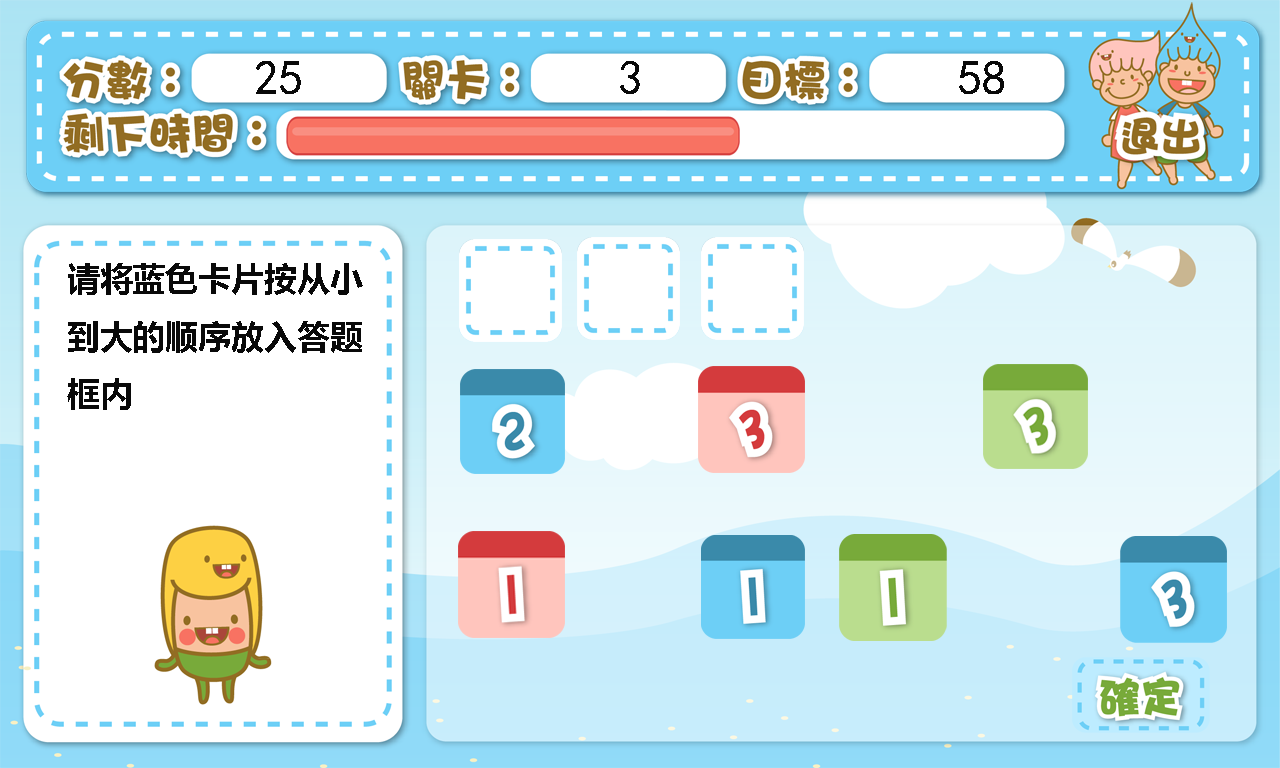 分數： 25 關卡： 3 目標： 58
剩下時間：
退出
请将蓝色卡片按从小
到大的顺序放入答题
框内
2 3 3
1 1 1 3
確定